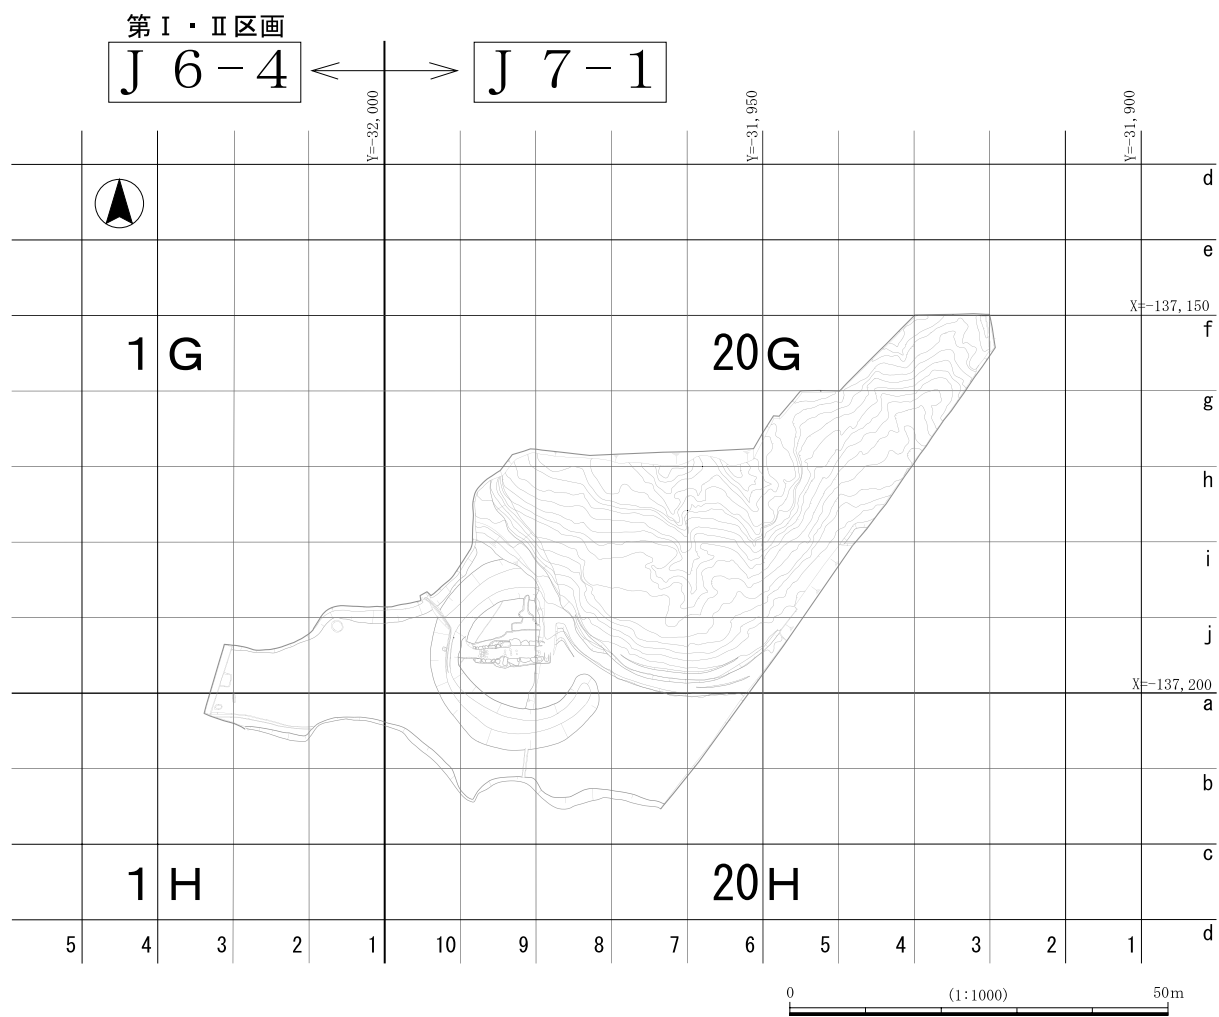 第Ⅰ・Ⅱ区画
J 6-4
J 7-1
Y=-32,000
Y=-31,950
Y=-31,900
d
e
X=-137,150
f
1 G
20G
g
h
i
j
X=-137,200
a
b
c
1 H
20H
d
5 4 3 2 1 10 9 8 7 6 5 4 3 2 1
0 (1:1000) 50m